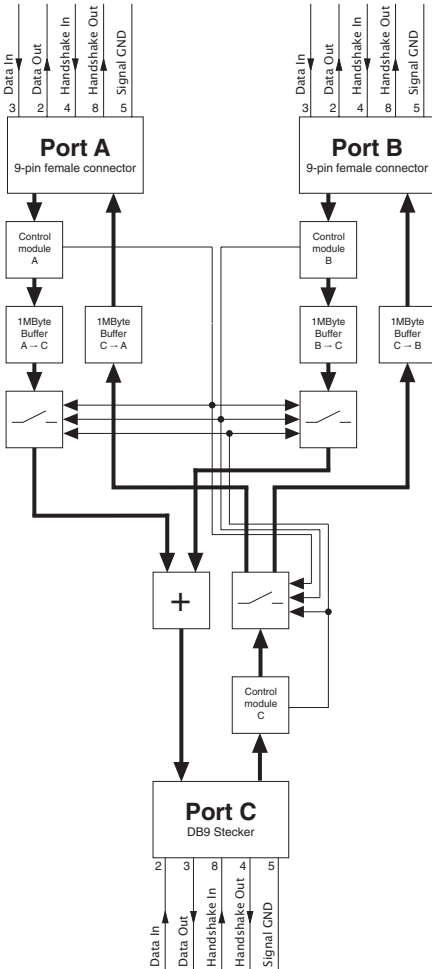 Data In
Data Out
Handshake In
Handshake Out
Signal GND
3 2 4 8 5
Port A
9-pin female connector
Data In
Data Out
Handshake In
Handshake Out
Signal GND
3 2 4 8 5
Port B
9-pin female connector
Control
module
A
Control
module
B
1MByte
Buffer
A → C
1MByte
Buffer
C → A
1MByte
Buffer
B → C
1MByte
Buffer
C → B
+
Control
module
C
Port C
DB9 Stecker
2 3 8 4 5
Data In
Data Out
Handshake In
Handshake Out
Signal GND